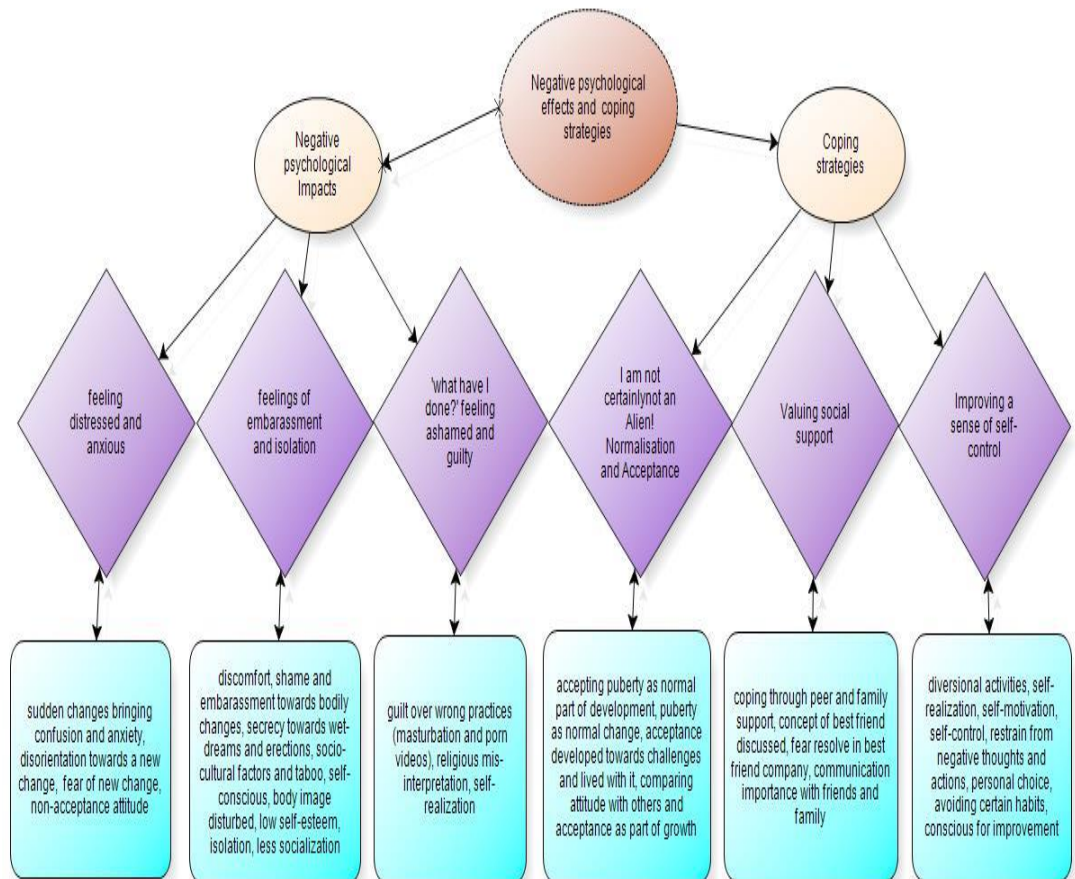 Negative psychological
effects and coping
strategies
Negative
psychological
Impacts
Coping
strategies
feeling
distressed and
anxious
feelings of
embarassment
and isolation
'what have I
done?' feeling
ashamed and
guilty
I am not
certainlynot an
Alien!
Normalisation
and Acceptance
Valuing social
support
Improving a
sense of self-
control
sudden changes bringing
confusion and anxiety,
disorientation towards a new
change, fear of new change,
non-acceptance attitude
discomfort, shame and
embarassment towards bodily
changes, secrecy towards wet-
dreams and erections, socio-
cultural factors and taboo, self-
conscious, body image
disturbed, low self-esteem,
isolation, less socialization
guilt over wrong practices
(masturbation and porn
videos), religious mis-
interpretation, self-
realization
accepting puberty as normal
part of development, puberty
as normal change, acceptance
developed towards challenges
and lived with it, comparing
attitude with others and
acceptance as part of growth
coping through peer and family
support, concept of best friend
discussed, fear resolve in best
friend company, communication
importance with friends and
family
diversional activities, self-
realization, self-motivation,
self-control, restrain from
negative thoughts and
actions, personal choice,
avoiding certain habits,
conscious for improvement